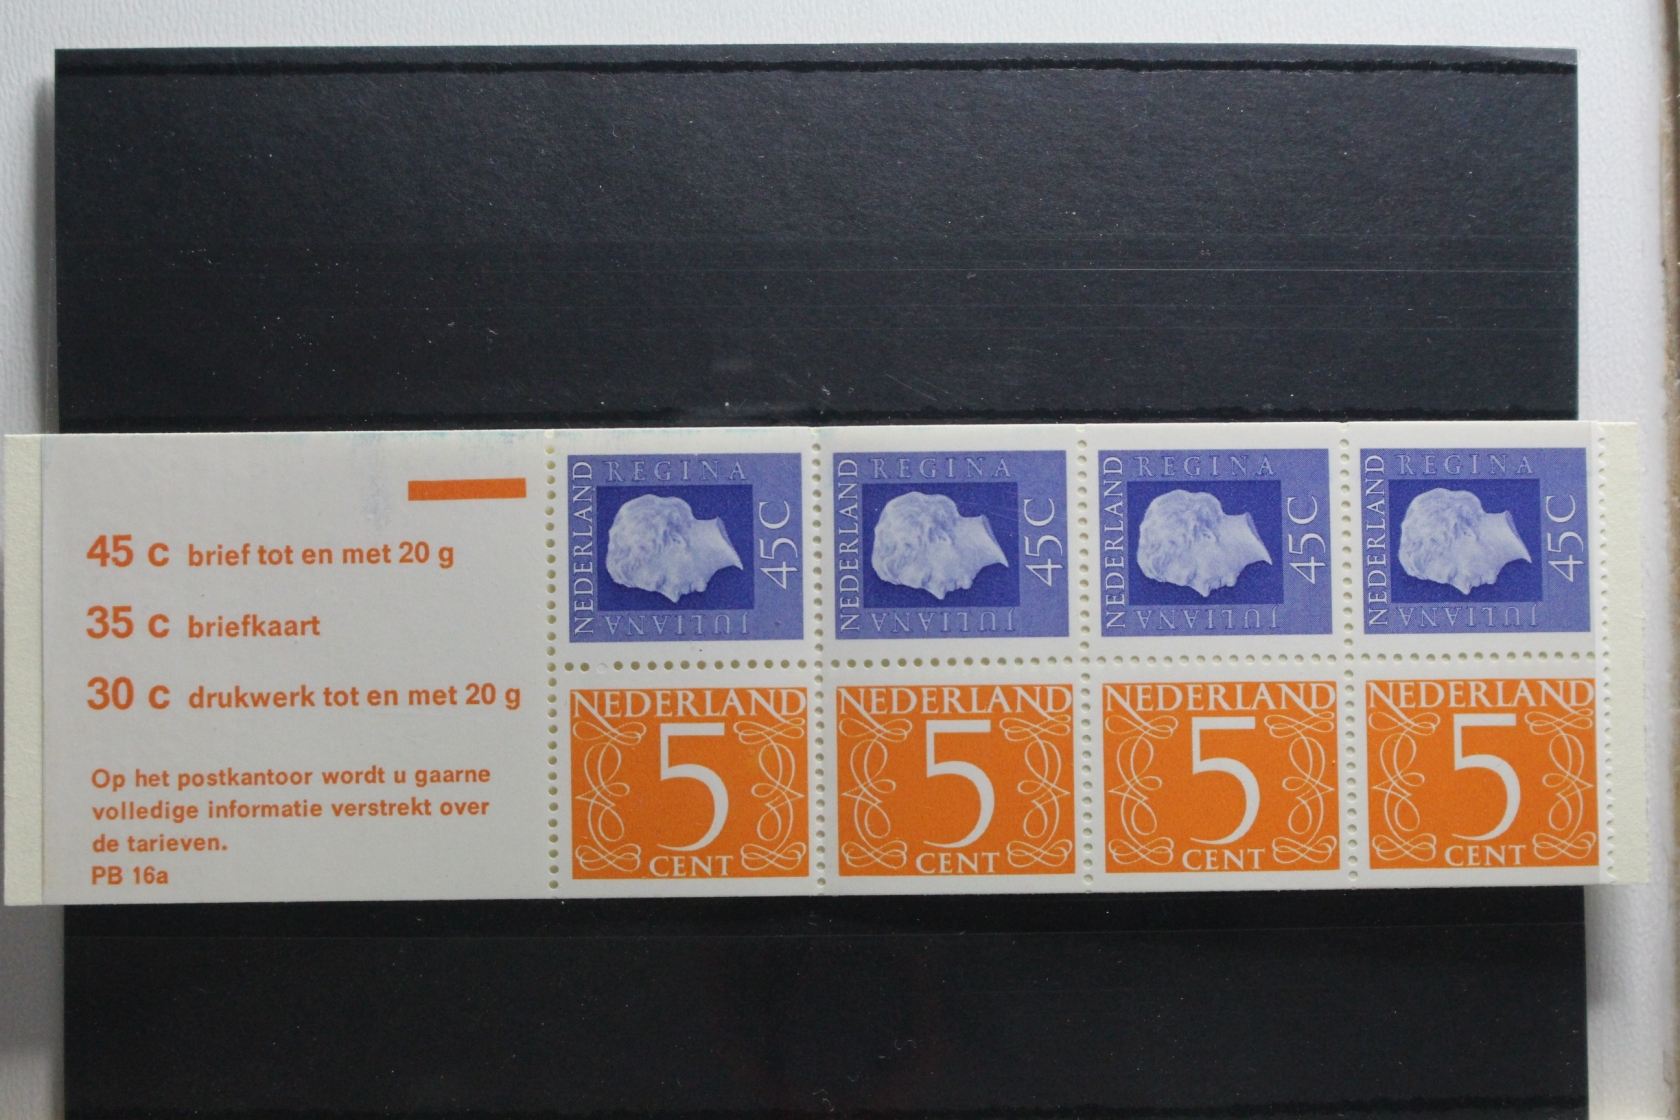 45 c brief tot en met 20 g
35 c briefkaart
30 c drukwerk tot en met 20 g
Op het postkantoor wordt u gaarne
volledige informatie verstrekt over
de tarieven.
PB 16a
NEDERLAND REGINA JULIANA 45C
NEDERLAND REGINA JULIANA 45C
NEDERLAND REGINA JULIANA 45C
NEDERLAND REGINA JULIANA 45C
NEDERLAND
5
CENT
NEDERLAND
5
CENT
NEDERLAND
5
CENT
NEDERLAND
5
CENT